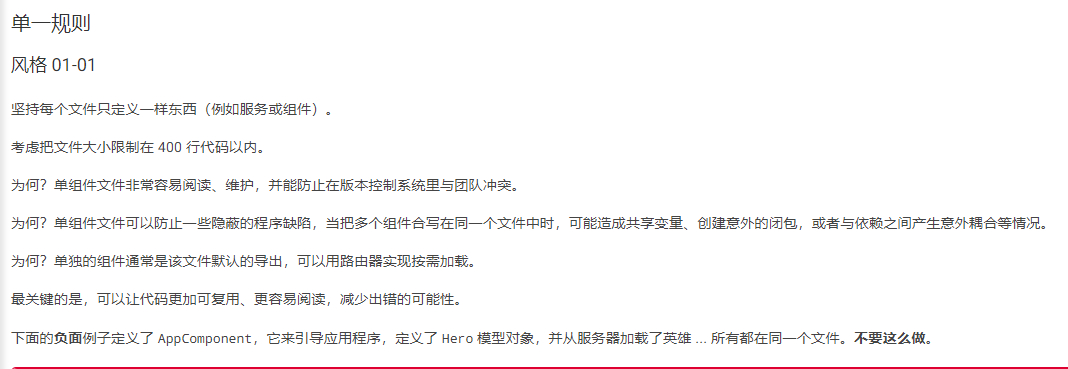 单一规则
风格 01-01
坚持每个文件只定义一样东西（例如服务或组件）。
考虑把文件大小限制在 400 行代码以内。
为何？单组件文件非常容易阅读、维护，并能防止在版本控制系统里与团队冲突。
为何？单组件文件可以防止一些隐蔽的程序缺陷，当把多个组件合写在同一个文件中时，可能造成共享变量、创建意外的闭包，或者与依赖之间产生意外耦合等情况。
为何？单独的组件通常是该文件默认的导出，可以用路由器实现按需加载。
最关键的是，可以让代码更加可复用、更容易阅读，减少出错的可能性。
下面的负面例子定义了 AppComponent，它来引导应用程序，定义了 Hero 模型对象，并从服务器加载了英雄 ... 所有都在同一个文件。不要这么做。